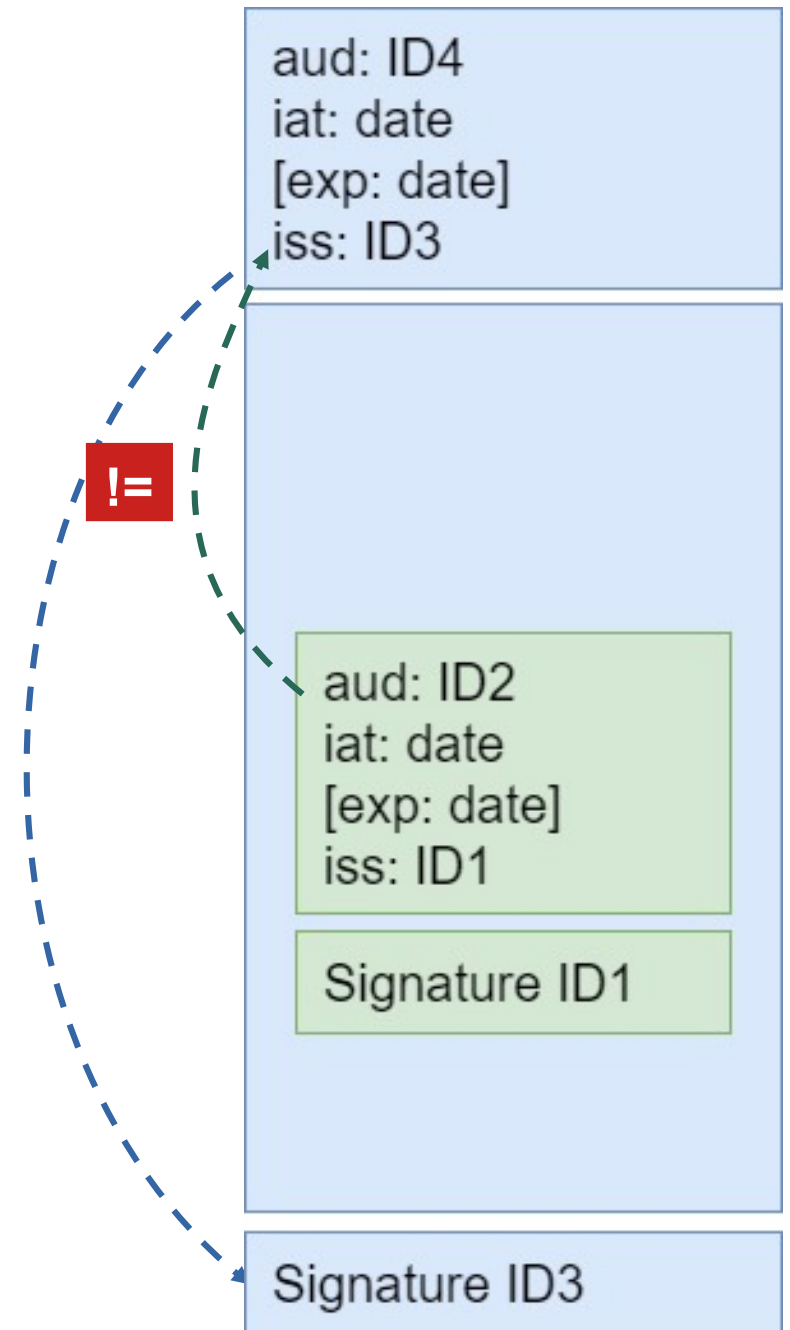 aud: ID4
iat: date
[exp: date]
iss: ID3
!=
aud: ID2
iat: date
[exp: date]
iss: ID1
Signature ID1
Signature ID3